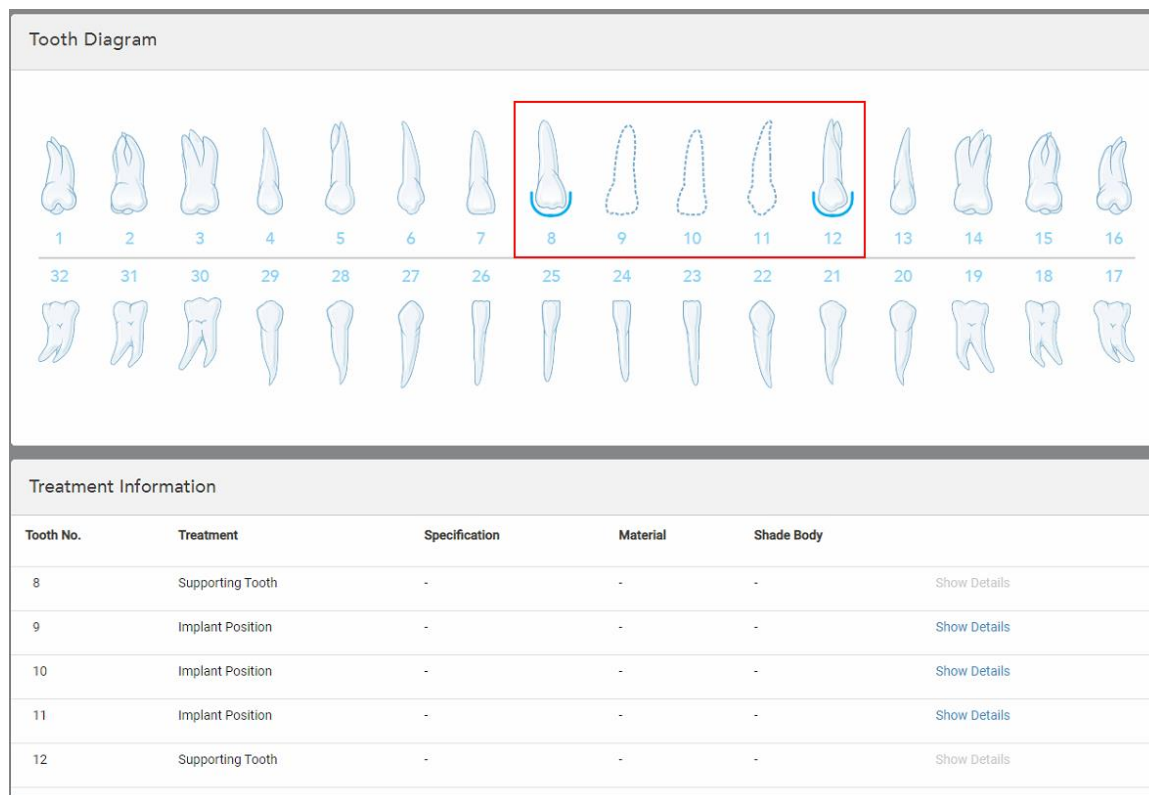 Tooth Diagram
1 2 3 4 5 6 7 8 9 10 11 12 13 14 15 16
32 31 30 29 28 27 26 25 24 23 22 21 20 19 18 17
Treatment Information
Tooth No. Treatment Specification Material Shade Body
8 Supporting Tooth - - - Show Details
9 Implant Position - - - Show Details
10 Implant Position - - - Show Details
11 Implant Position - - - Show Details
12 Supporting Tooth - - - Show Details